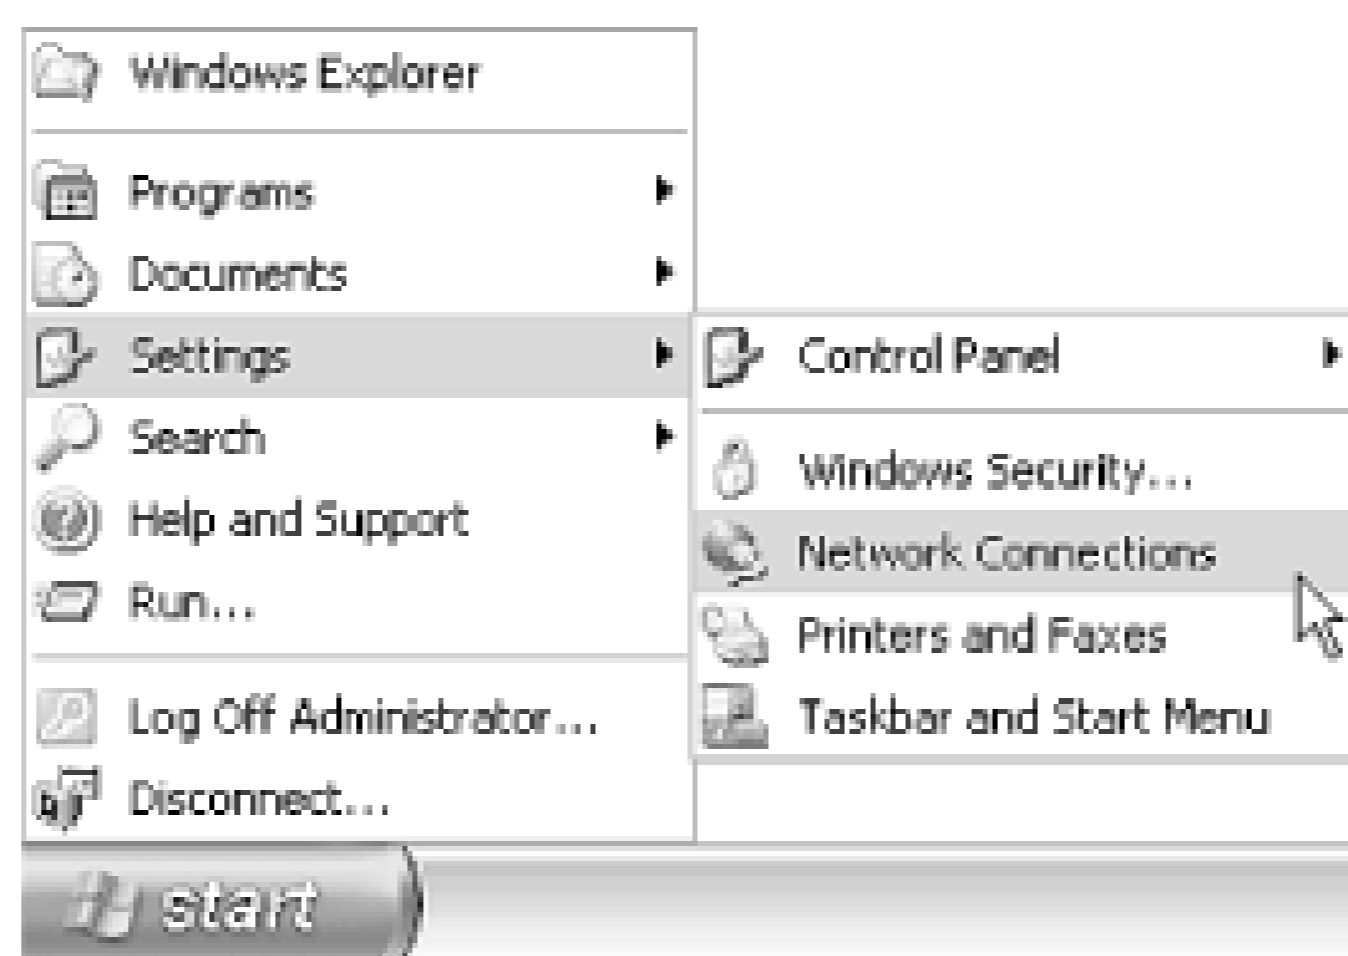 Windows Explorer
Programs
Documents
Settings
Search
Help and Support
Run...
Log Off Administrator...
Disconnect...
Control Panel
Windows Security...
Network Connections
Printers and Faxes
Taskbar and Start Menu
start